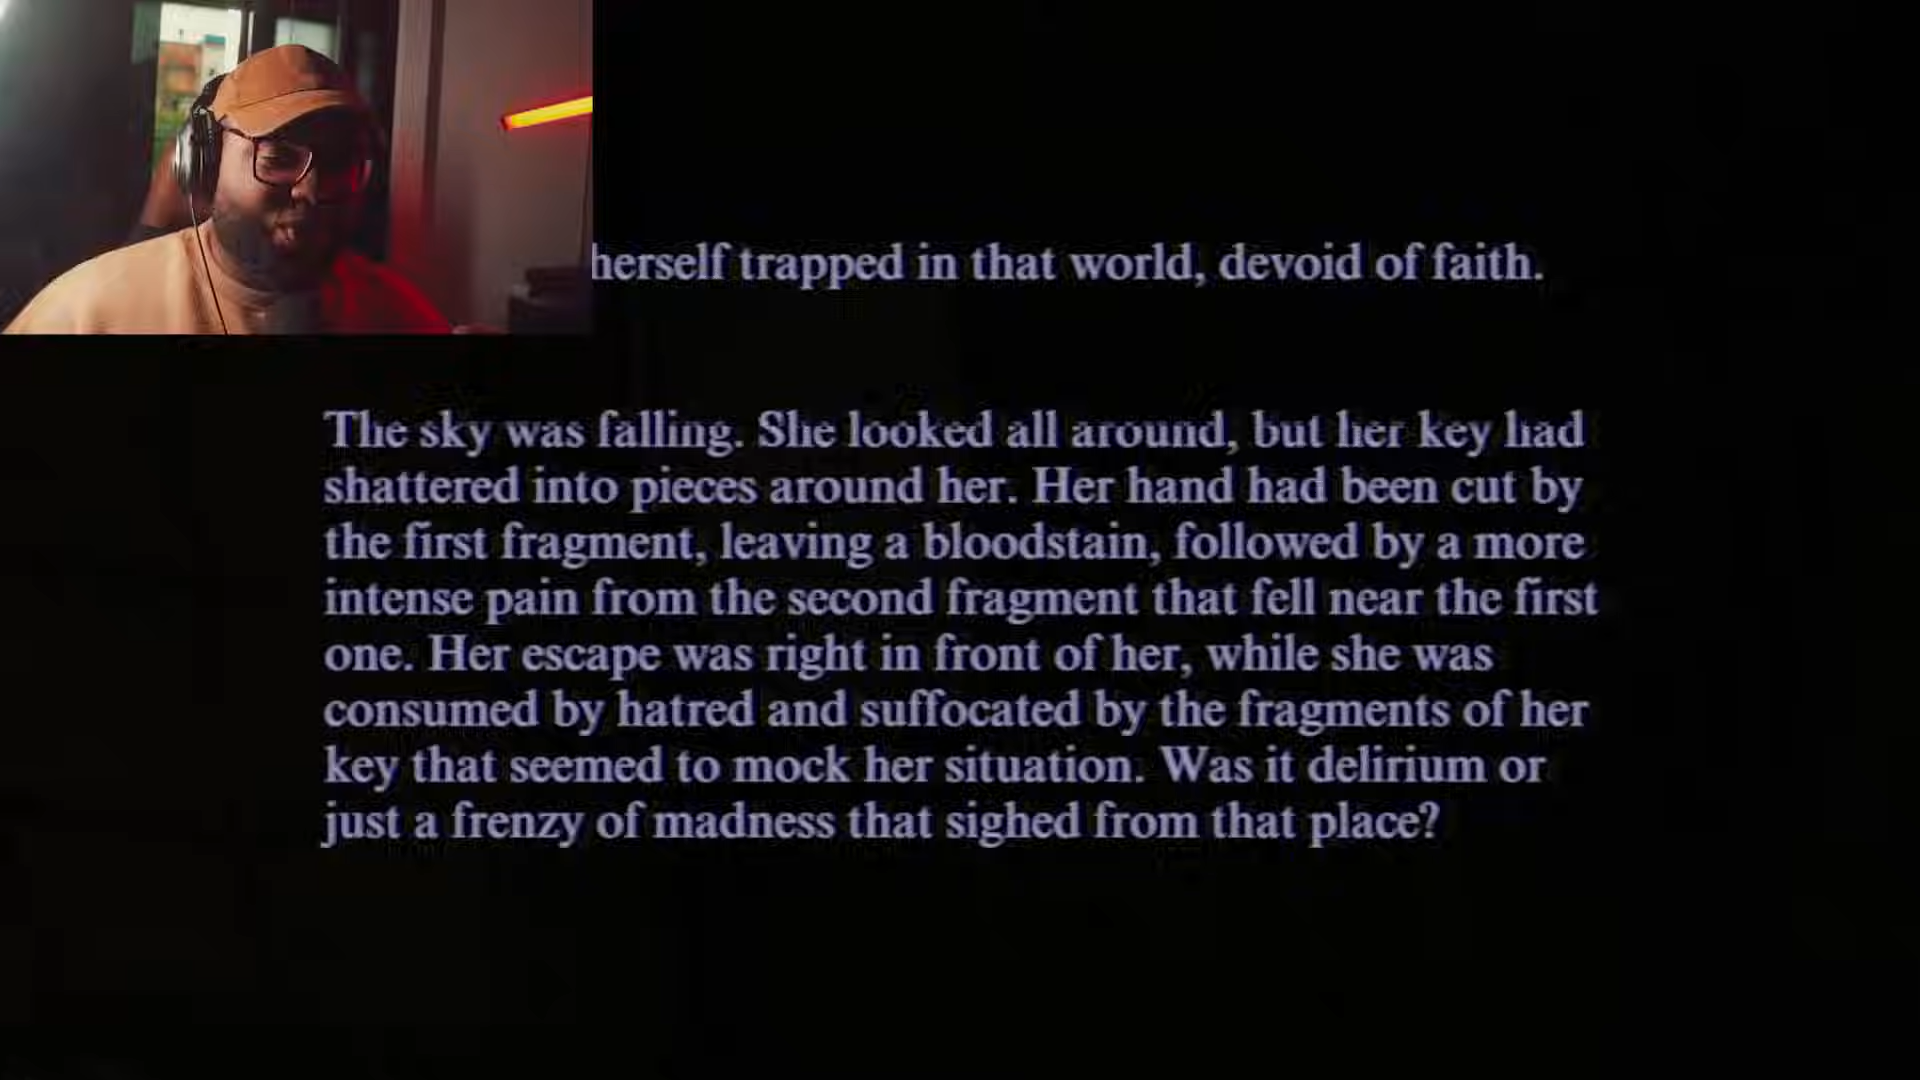 herself trapped in that world, devoid of faith.
The sky was falling. She looked all around, but her key had
shattered into pieces around her. Her hand had been cut by
the first fragment, leaving a bloodstain, followed by a more
intense pain from the second fragment that fell near the first
one. Her escape was right in front of her, while she was
consumed by hatred and suffocated by the fragments of her
key that seemed to mock her situation. Was it delirium or
just a frenzy of madness that sighed from that place?